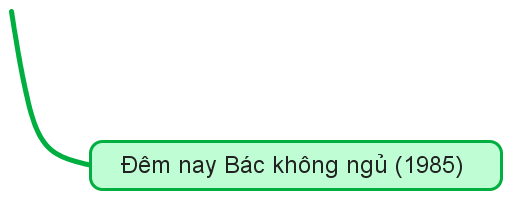 Đêm nay Bác không ngủ (1985)